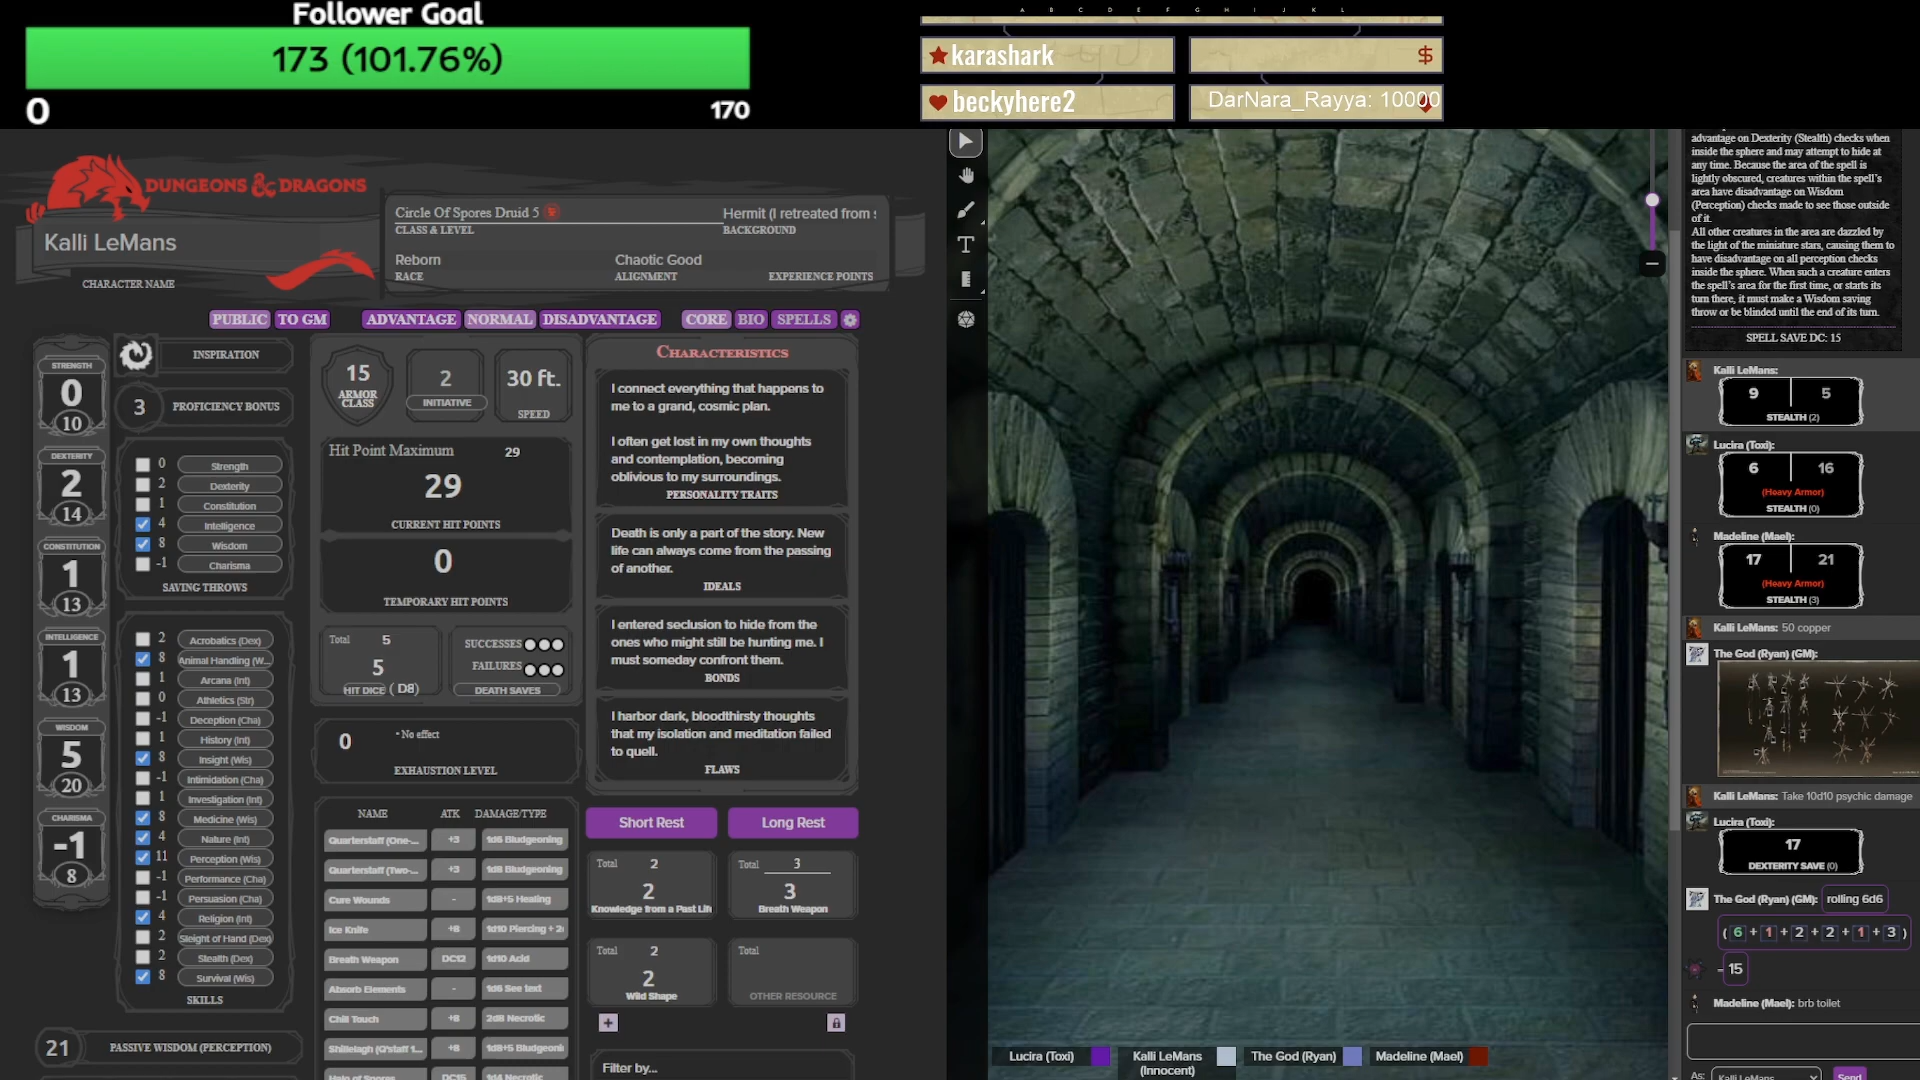 Follower Goal
173 (101.76%)
0
170
A B C D E F G H I J K L
karashark
$
beckyhere2
DarNara_Rayya: 10000
DUNGEONS & DRAGONS
Kalli LeMans
CHARACTER NAME
Circle Of Spores Druid 5
CLASS & LEVEL
Hermit (I retreated from s
BACKGROUND
Reborn
RACE
Chaotic Good
ALIGNMENT
EXPERIENCE POINTS
PUBLIC TO GM
ADVANTAGE NORMAL DISADVANTAGE
CORE BIO SPELLS
STRENGTH
0
10
DEXTERITY
2
14
CONSTITUTION
1
13
INTELLIGENCE
1
13
WISDOM
5
20
CHARISMA
-1
8
INSPIRATION
3 PROFICIENCY BONUS
0 Strength
2 Dexterity
1 Constitution
4 Intelligence
8 Wisdom
-1 Charisma
SAVING THROWS
2 Acrobatics (Dex)
8 Animal Handling (W...
1 Arcana (Int)
0 Athletics (Str)
-1 Deception (Cha)
1 History (Int)
8 Insight (Wis)
-1 Intimidation (Cha)
1 Investigation (Int)
8 Medicine (Wis)
4 Nature (Int)
11 Perception (Wis)
-1 Performance (Cha)
-1 Persuasion (Cha)
4 Religion (Int)
2 Sleight of Hand (Dex)
2 Stealth (Dex)
8 Survival (Wis)
SKILLS
21 PASSIVE WISDOM (PERCEPTION)
15
ARMOR
CLASS
2
INITIATIVE
30 ft.
SPEED
Hit Point Maximum 29
29
CURRENT HIT POINTS
0
TEMPORARY HIT POINTS
Total 5
5
HIT DICE ( D8)
SUCCESSES
FAILURES
DEATH SAVES
0
• No effect
EXHAUSTION LEVEL
NAME ATK DAMAGE/TYPE
Quarterstaff (One-... +3 1d6 Bludgeoning
Quarterstaff (Two-... +3 1d8 Bludgeoning
Cure Wounds - 1d8+5 Healing
Ice Knife +8 1d10 Piercing + 2
Breath Weapon DC12 1d10 Acid
Absorb Elements - 1d6 See text
Chill Touch +8 2d8 Necrotic
Shillelagh (Q'staff 1... +8 1d8+5 Bludgeoni
Halo of Spores DC15 1d4 Necrotic
CHARACTERISTICS
I connect everything that happens to
me to a grand, cosmic plan.
I often get lost in my own thoughts
and contemplation, becoming
oblivious to my surroundings.
PERSONALITY TRAITS
Death is only a part of the story. New
life can always come from the passing
of another.
IDEALS
I entered seclusion to hide from the
ones who might still be hunting me. I
must someday confront them.
BONDS
I harbor dark, bloodthirsty thoughts
that my isolation and meditation failed
to quell.
FLAWS
Short Rest
Long Rest
Total 2
2
Knowledge from a Past Life
Total 3
3
Breath Weapon
Total 2
2
Wild Shape
Total
OTHER RESOURCE
+
Filter by...
T
Lucira (Toxi)
Kalli LeMans
(Innocent)
The God (Ryan)
Madeline (Mael)
advantage on Dexterity (Stealth) checks when
inside the sphere and may attempt to hide at
any time. Because the area of the spell is
lightly obscured, creatures within the spell's
area have disadvantage on Wisdom
(Perception) checks made to see those outside
of it.
All other creatures in the area are dazzled by
the light of the miniature stars, causing them to
have disadvantage on all perception checks
inside the sphere. When such a creature enters
the spell's area for the first time, or starts its
turn there, it must make a Wisdom saving
throw or be blinded until the end of its turn.
SPELL SAVE DC: 15
Kalli LeMans:
9 5
STEALTH (2)
Lucira (Toxi):
6 16
(Heavy Armor)
STEALTH (0)
Madeline (Mael):
17 21
(Heavy Armor)
STEALTH (3)
Kalli LeMans: 50 copper
The God (Ryan) (GM):
Kalli LeMans: Take 10d10 psychic damage
Lucira (Toxi):
17
DEXTERITY SAVE (0)
The God (Ryan) (GM): rolling 6d6
(6+1+2+2+1+3)
=15
Madeline (Mael): brb toilet
As: Kalli LeMans Send